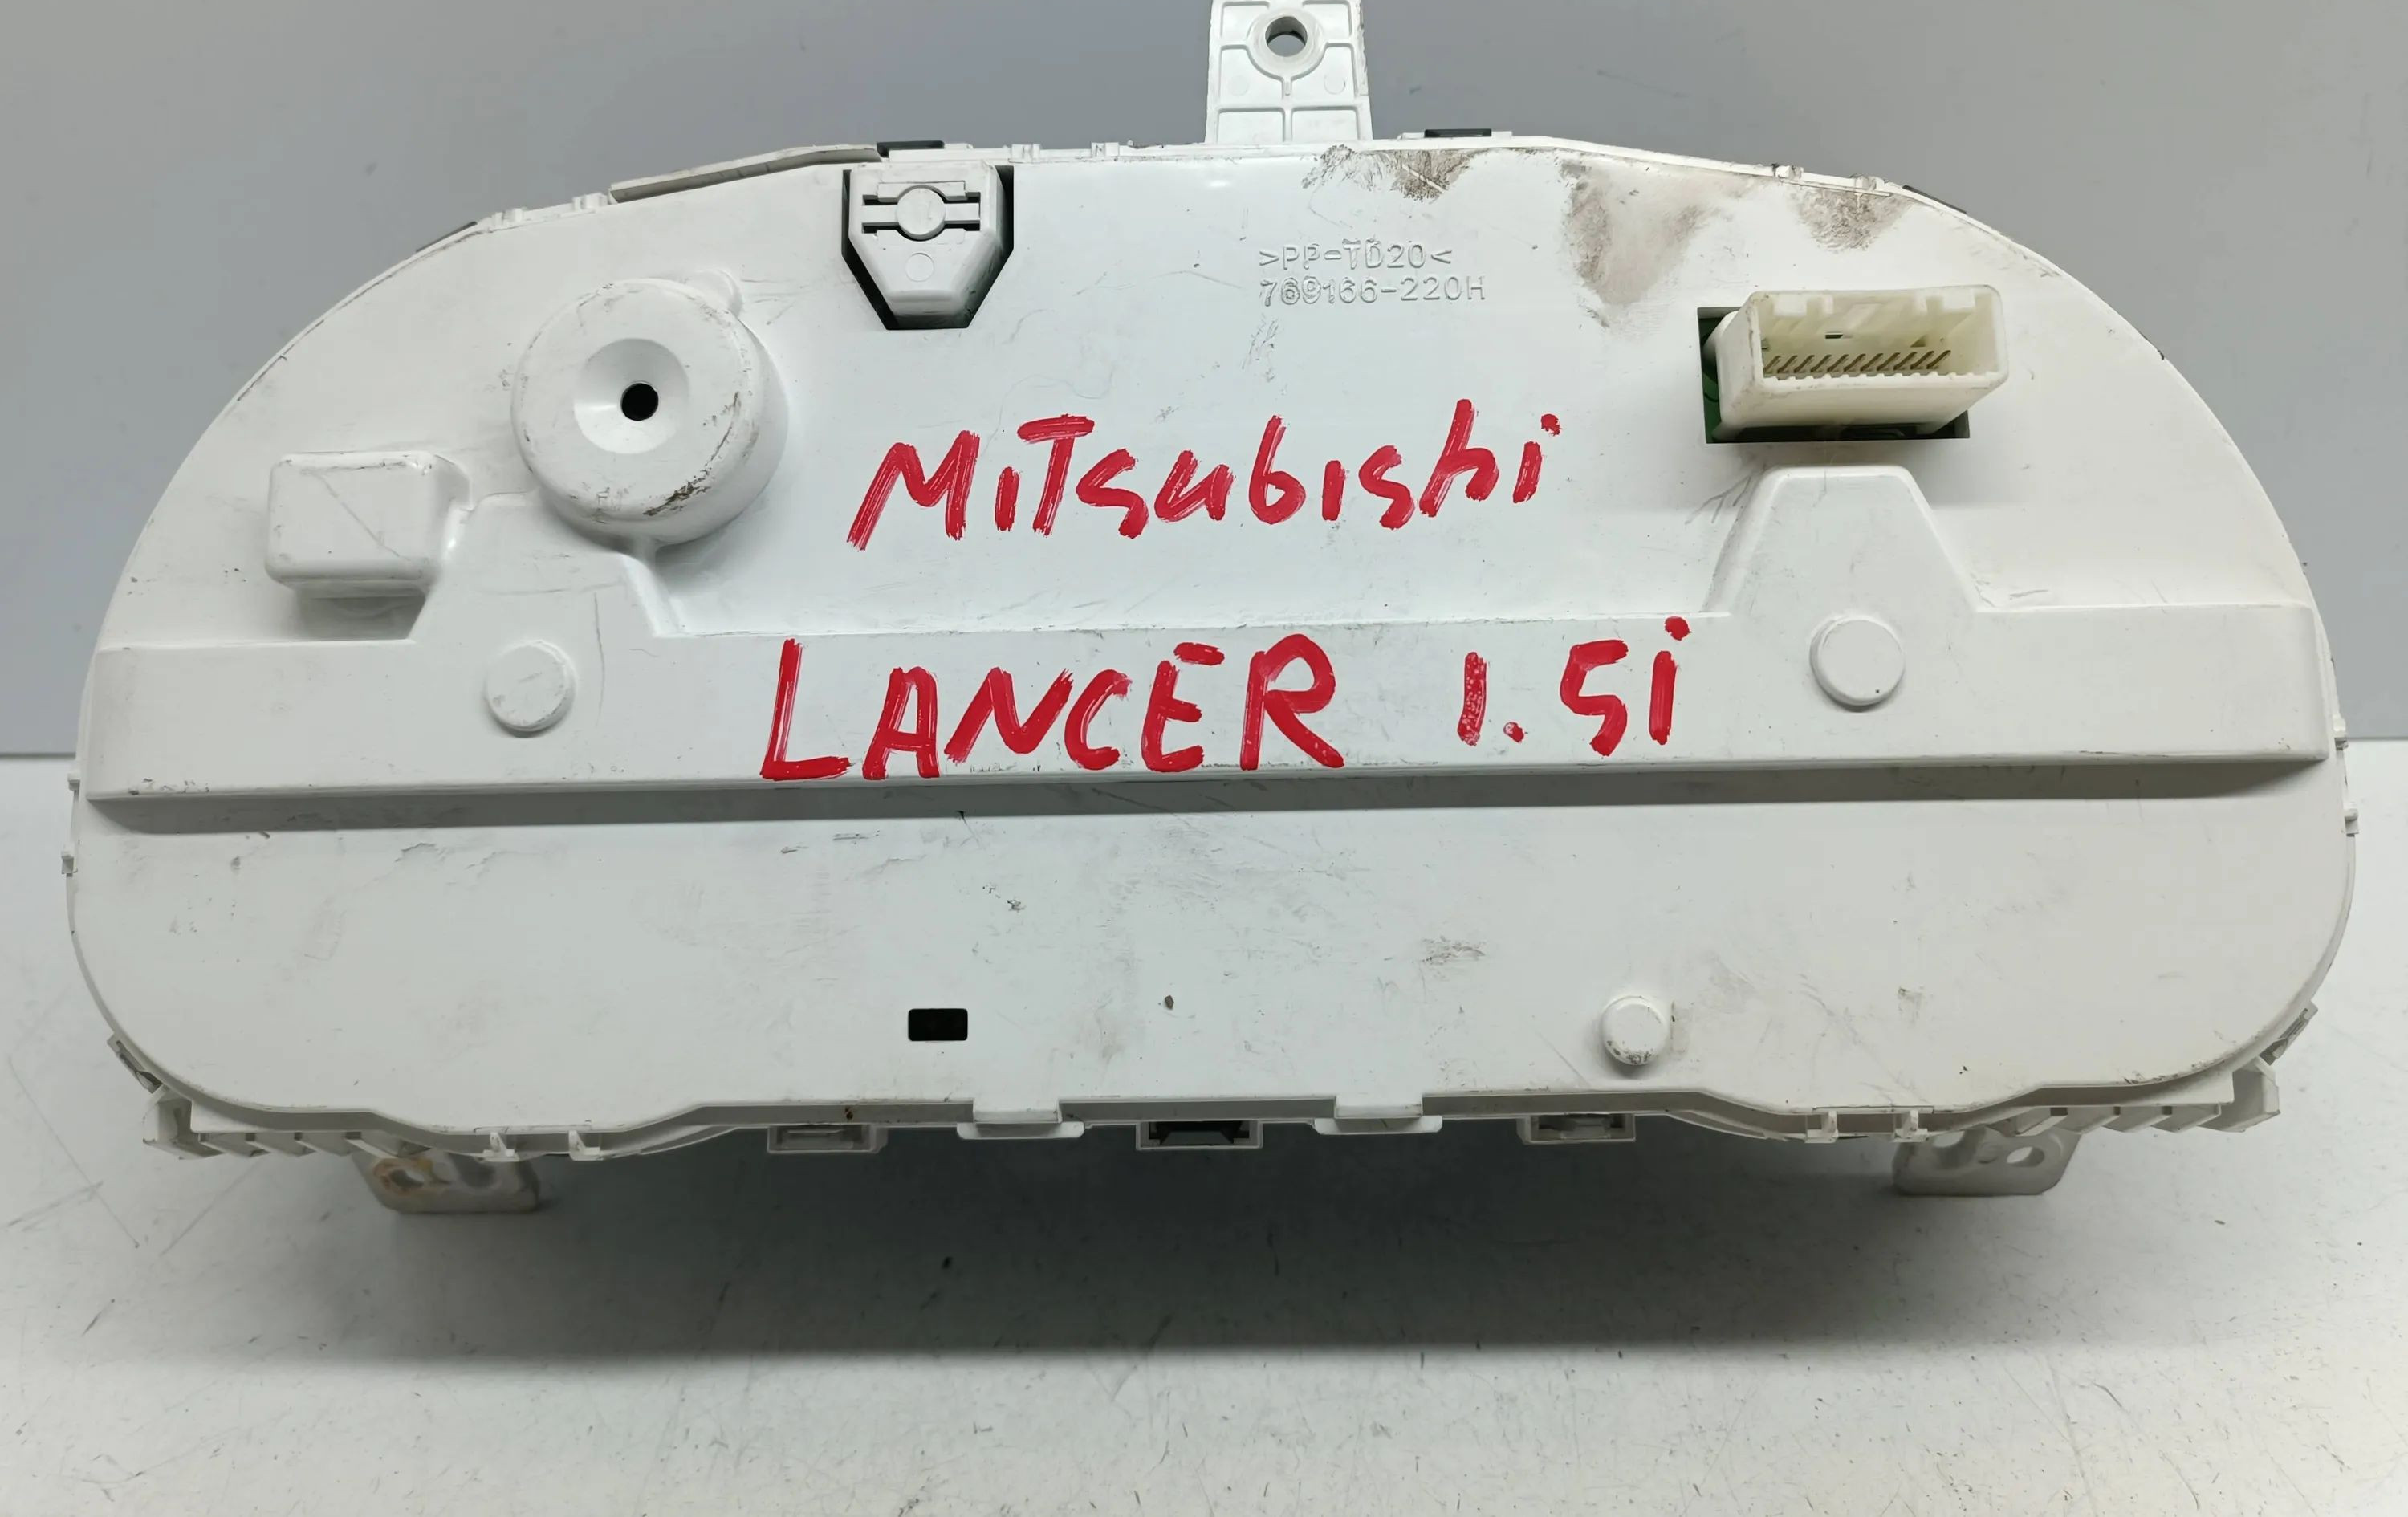 >PP-TD20<
769166-220H
MiTsubishi
LANCER 1.5i